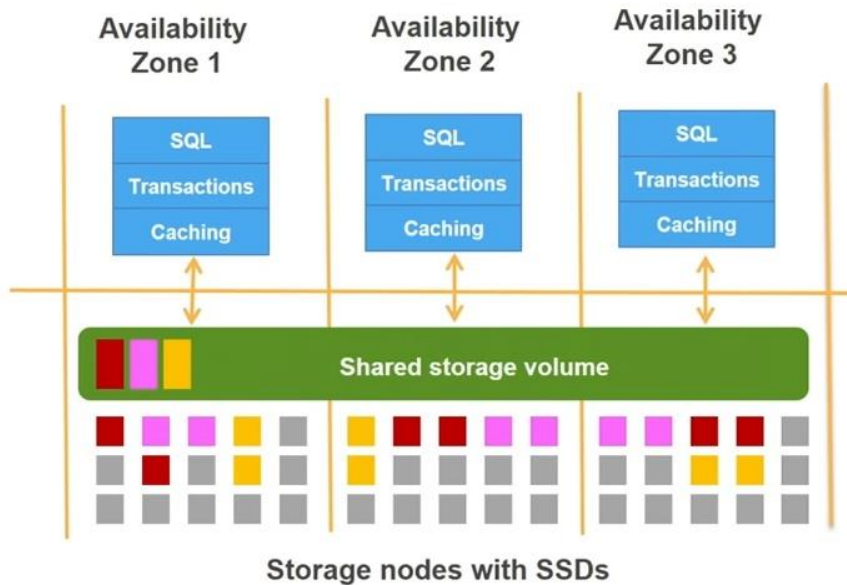 Availability
Zone 1
Availability
Zone 2
Availability
Zone 3
SQL
Transactions
Caching
SQL
Transactions
Caching
SQL
Transactions
Caching
Shared storage volume
Storage nodes with SSDs